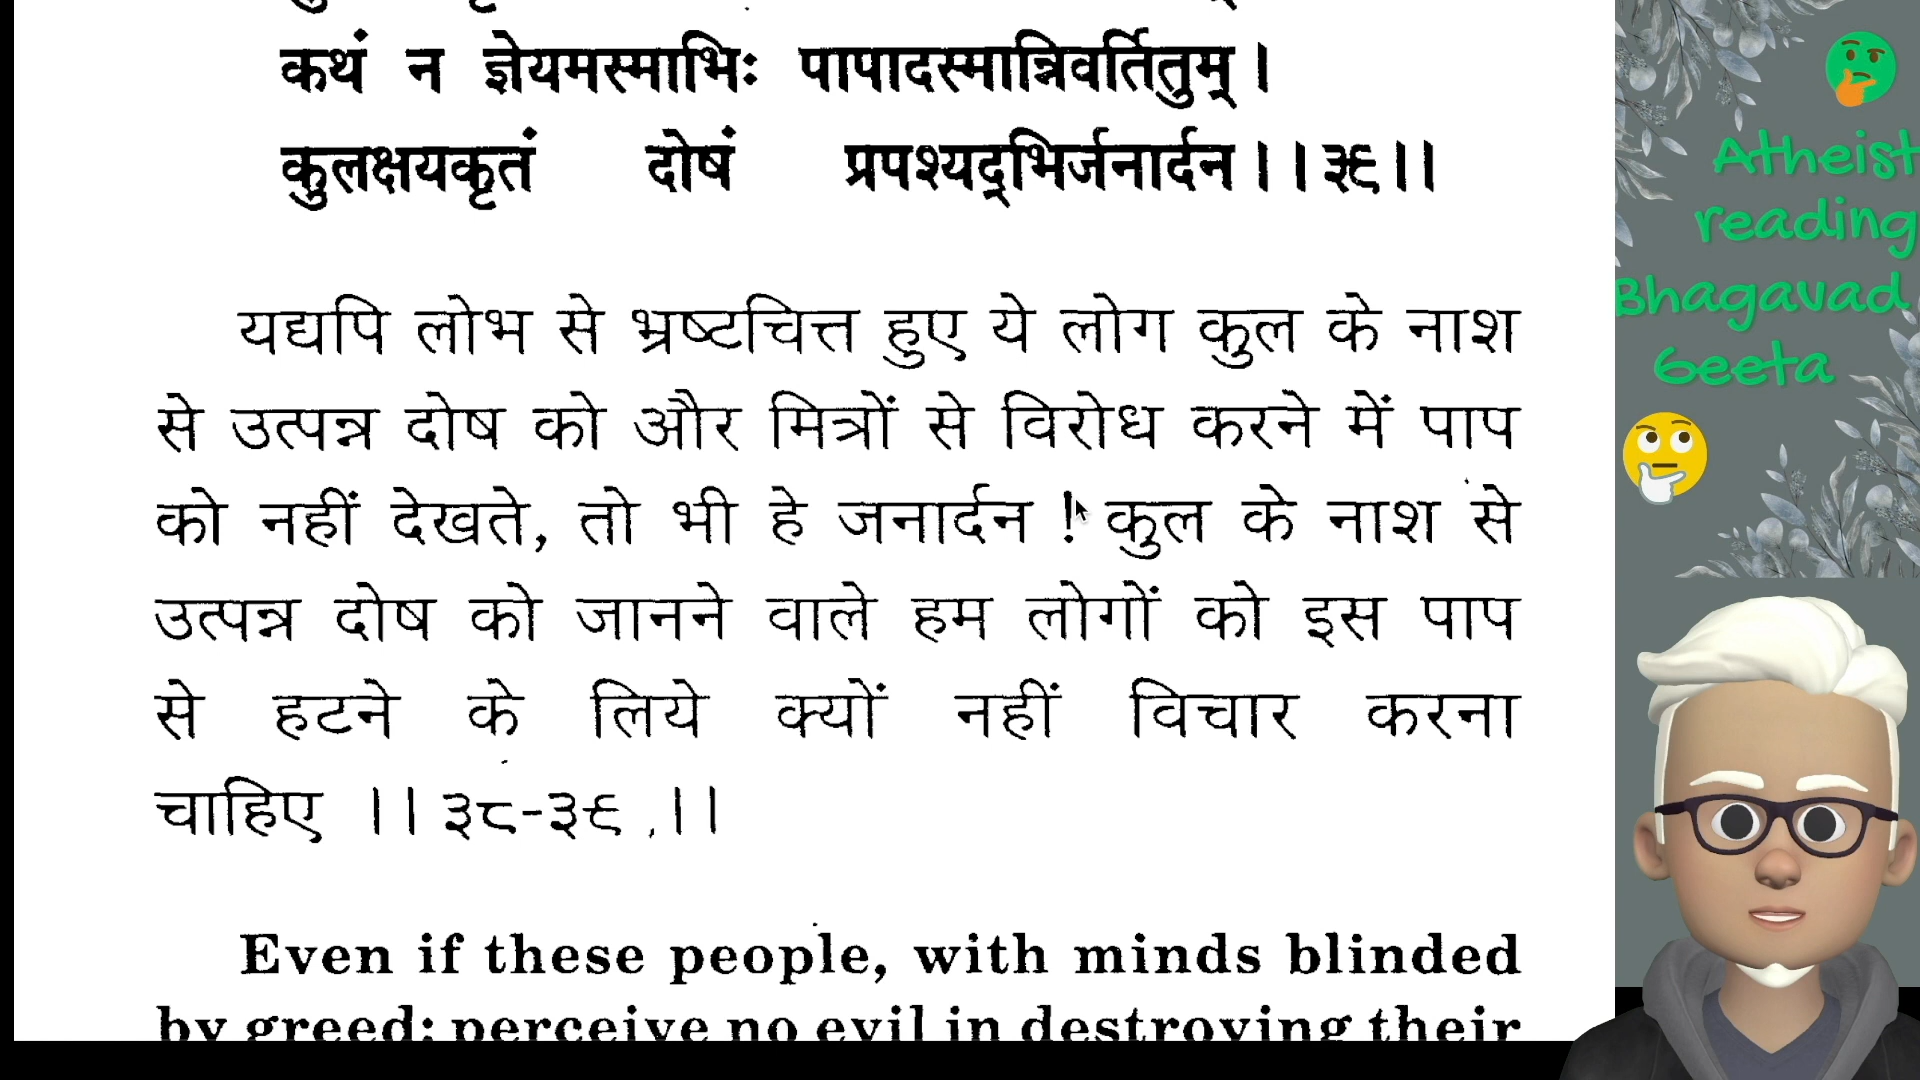 कथं न ज्ञेयमस्माभिः पापादस्मान्निवर्तितुम् ।
कुलक्षयकृतं दोषं प्रपश्यद्भिर्जनार्दन ।। ३९ ।।
यद्यपि लोभ से भ्रष्टचित्त हुए ये लोग कुल के नाश
से उत्पन्न दोष को और मित्रों से विरोध करने में पाप
को नहीं देखते, तो भी हे जनार्दन ! कुल के नाश से
उत्पन्न दोष को जानने वाले हम लोगों को इस पाप
से हटने के लिये क्यों नहीं विचार करना
चाहिए ।। ३८-३९ ।।
Even if these people, with minds blinded
by greed; perceive no evil in destroying their
Atheist
reading
Bhagavad
Geeta